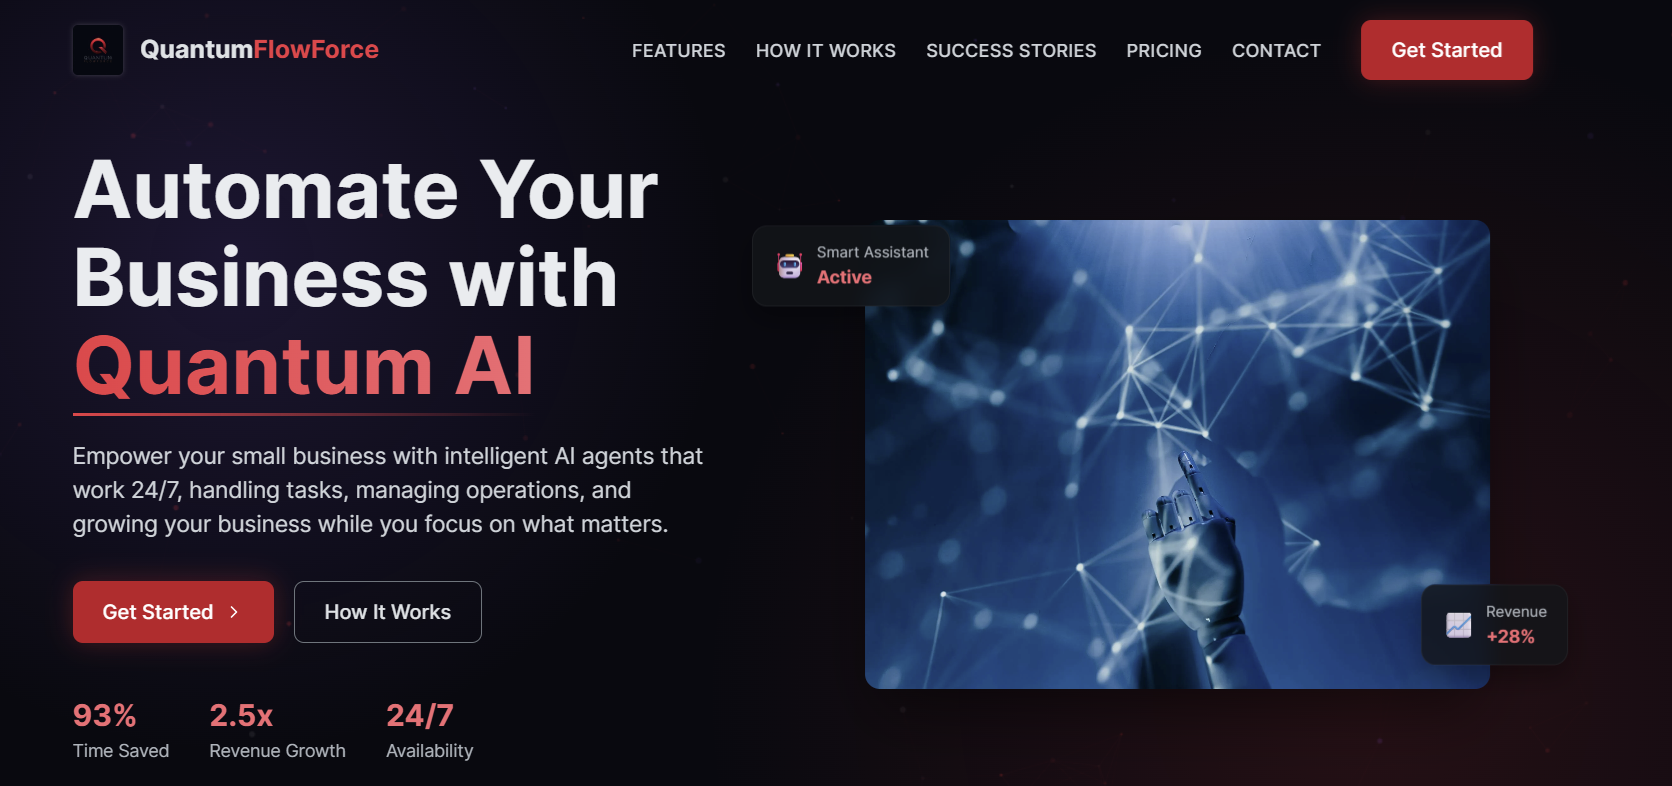 QuantumFlowForce
FEATURES
HOW IT WORKS
SUCCESS STORIES
PRICING
CONTACT
Get Started
Automate Your
Business with
Quantum AI
Empower your small business with intelligent AI agents that
work 24/7, handling tasks, managing operations, and
growing your business while you focus on what matters.
Get Started
How It Works
93%
Time Saved
2.5x
Revenue Growth
24/7
Availability
Smart Assistant
Active
Revenue
+28%